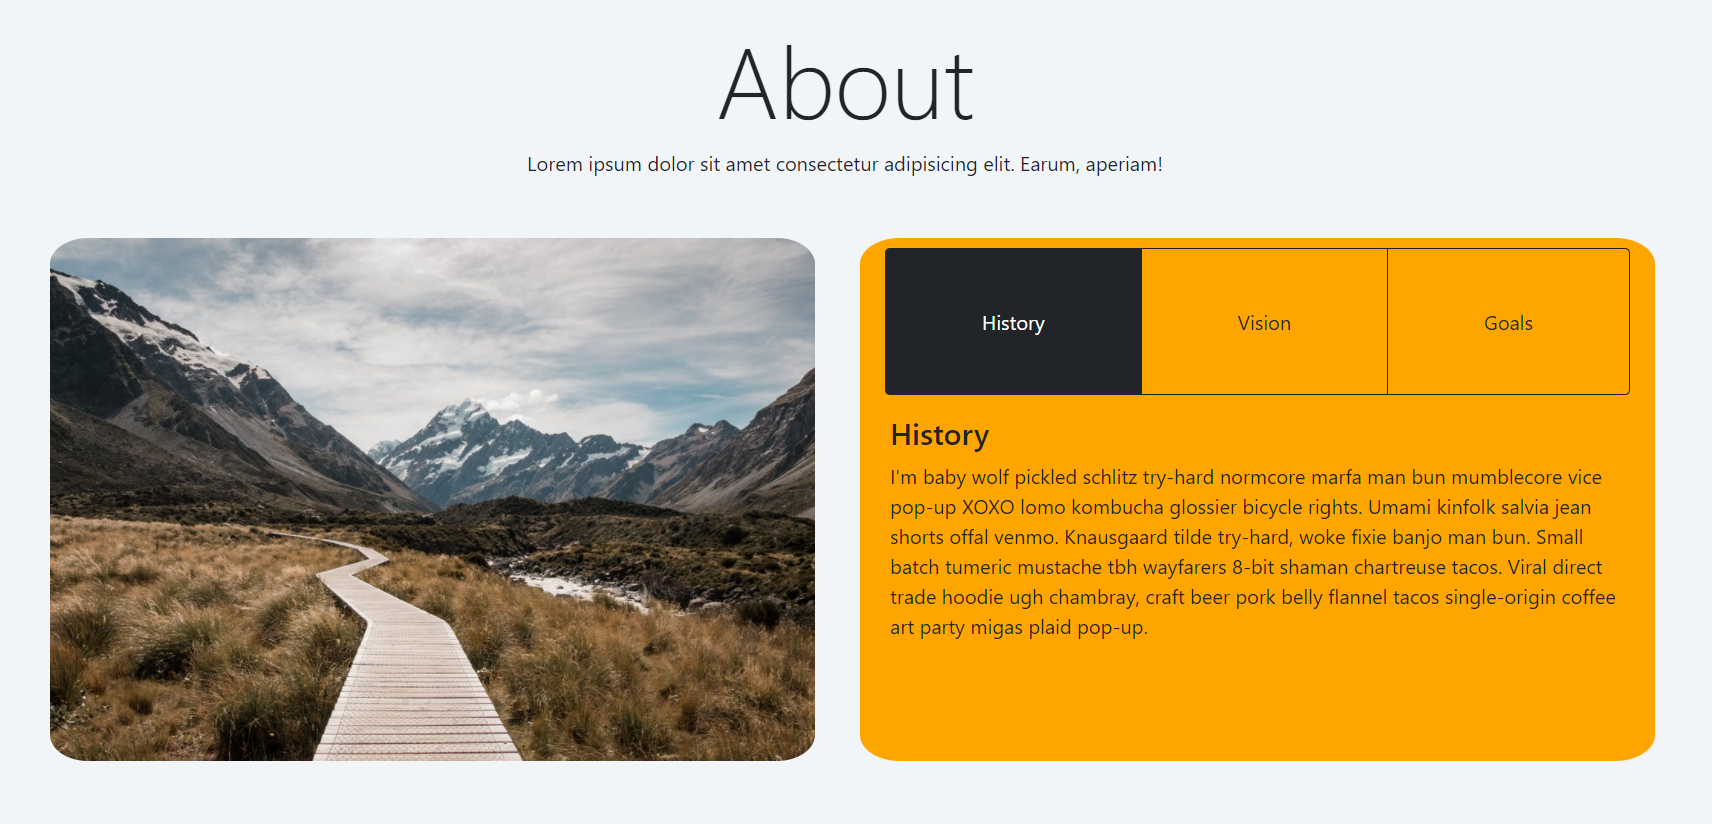 About
Lorem ipsum dolor sit amet consectetur adipisicing elit. Earum, aperiam!
History
Vision
Goals
History
I'm baby wolf pickled schlitz try-hard normcore marfa man bun mumblecore vice
pop-up XOXO lomo kombucha glossier bicycle rights. Umami kinfolk salvia jean
shorts offal venmo. Knausgaard tilde try-hard, woke fixie banjo man bun. Small
batch tumeric mustache tbh wayfarers 8-bit shaman chartreuse tacos. Viral direct
trade hoodie ugh chambray, craft beer pork belly flannel tacos single-origin coffee
art party migas plaid pop-up.